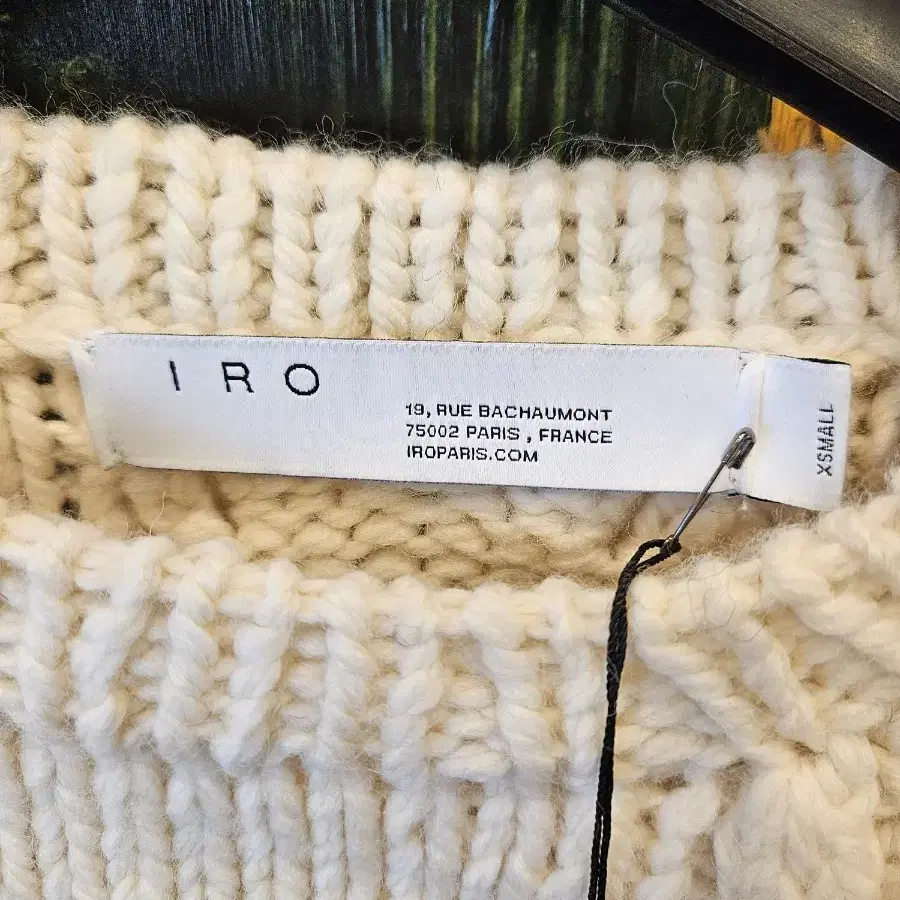 IRO
19, RUE BACHAUMONT
75002 PARIS , FRANCE
IROPARIS.COM
XSMALL